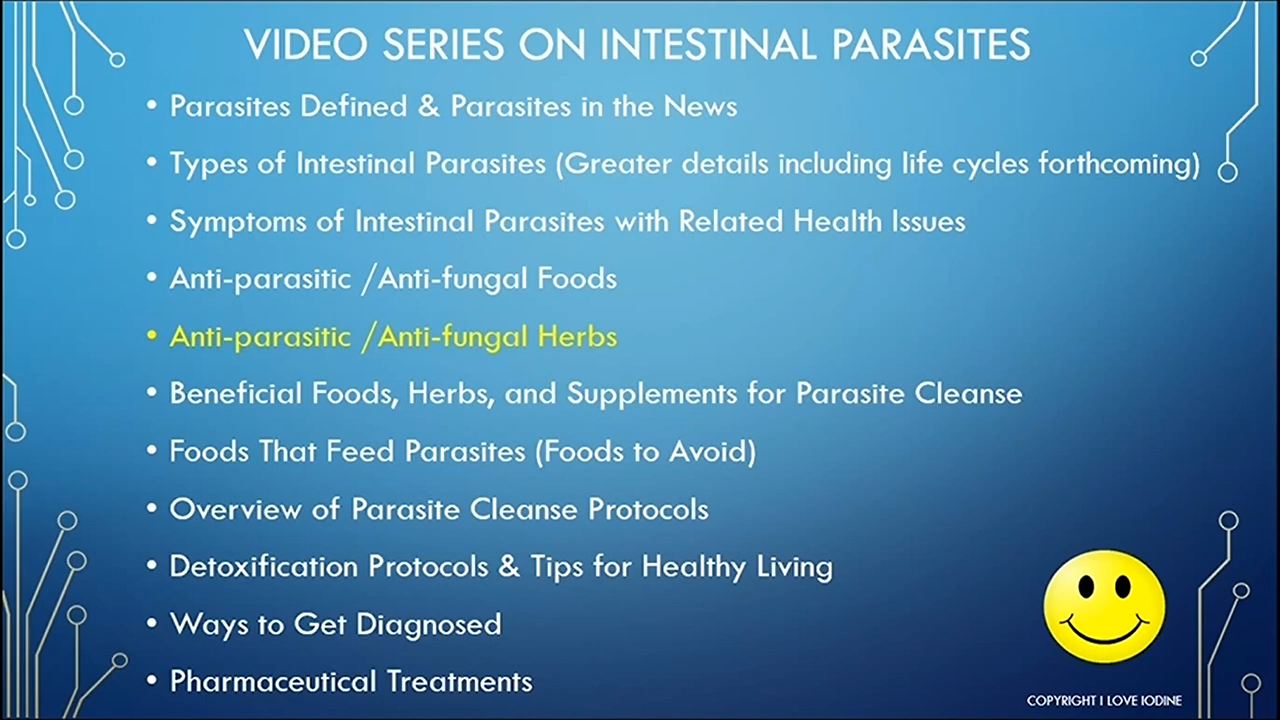 VIDEO SERIES ON INTESTINAL PARASITES
• Parasites Defined & Parasites in the News
• Types of Intestinal Parasites (Greater details including life cycles forthcoming)
• Symptoms of Intestinal Parasites with Related Health Issues
• Anti-parasitic /Anti-fungal Foods
• Anti-parasitic /Anti-fungal Herbs
• Beneficial Foods, Herbs, and Supplements for Parasite Cleanse
• Foods That Feed Parasites (Foods to Avoid)
• Overview of Parasite Cleanse Protocols
• Detoxification Protocols & Tips for Healthy Living
• Ways to Get Diagnosed
• Pharmaceutical Treatments
COPYRIGHT I LOVE IODINE